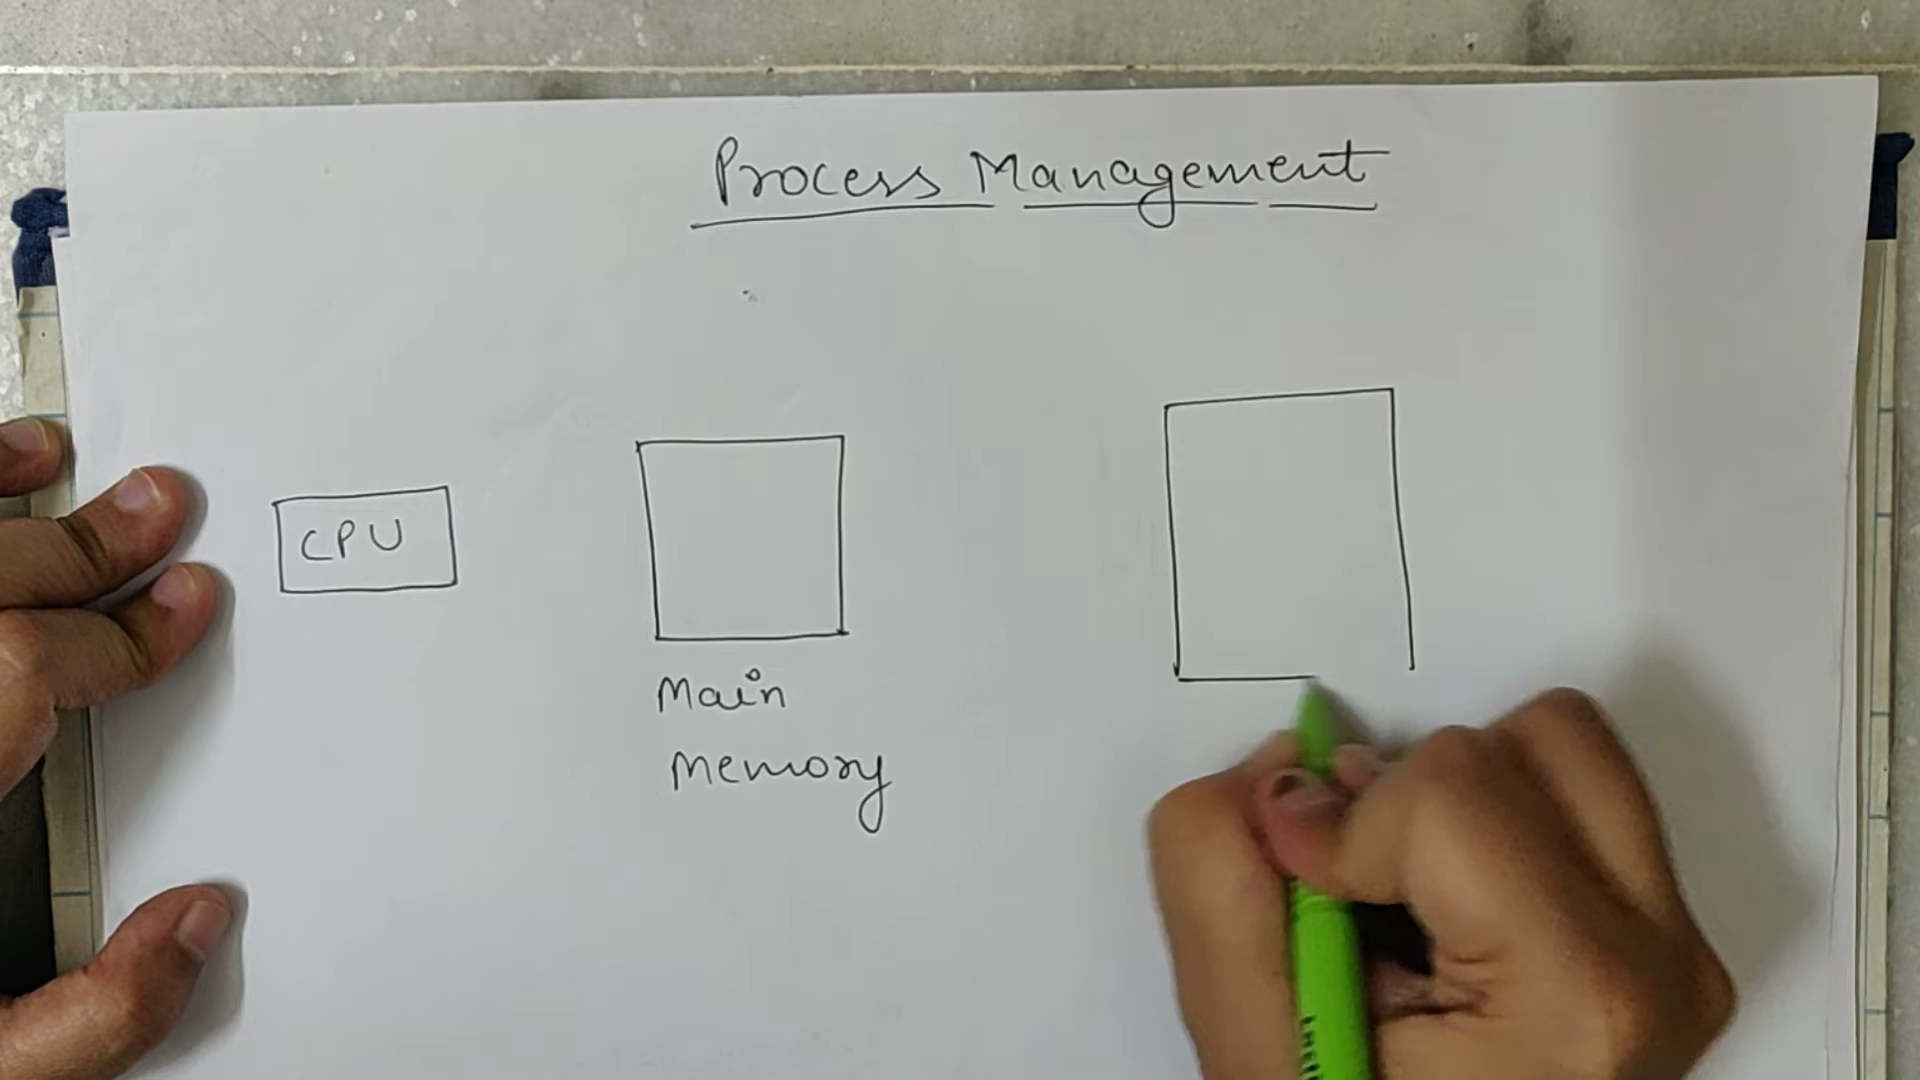 Process Management
CPU
Main
Memory